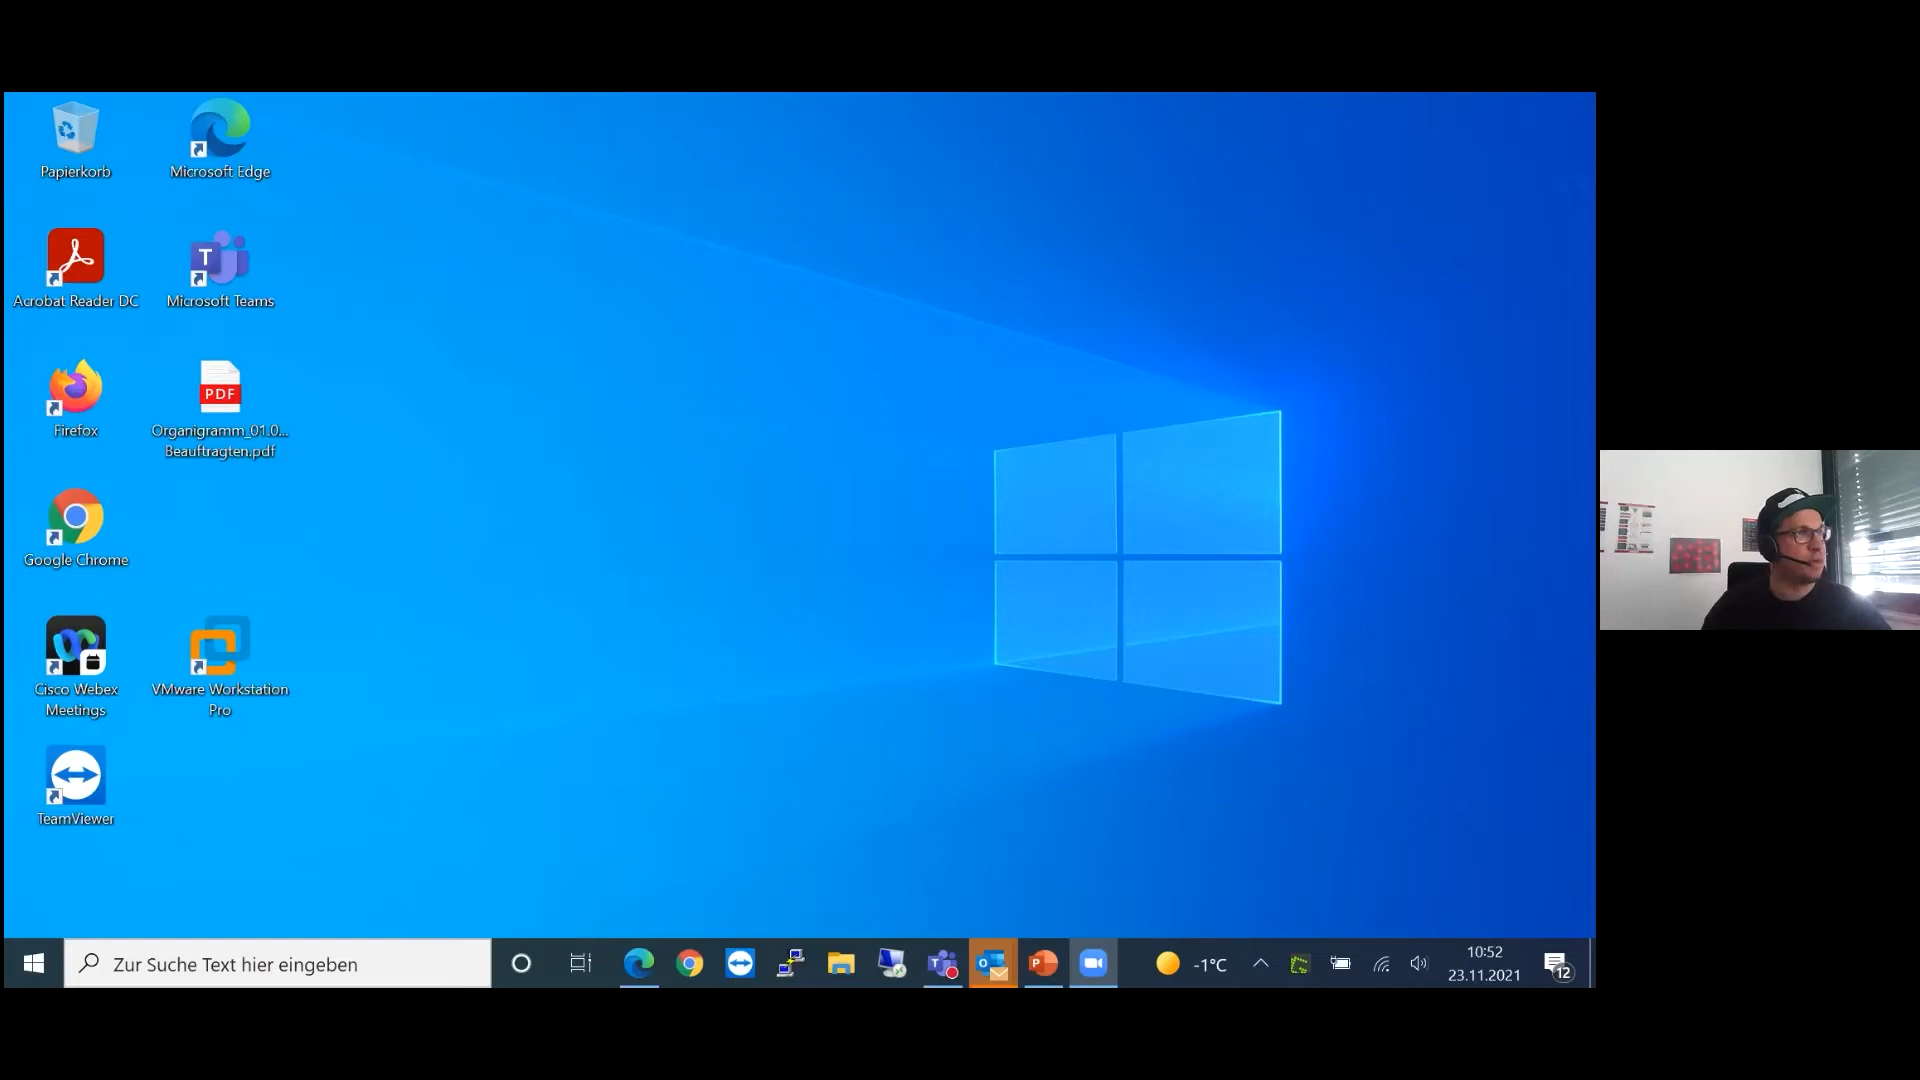 Papierkorb
Microsoft Edge
Acrobat Reader DC
Microsoft Teams
T
PDF
Firefox
Organigramm_01.0...
Beauftragten.pdf
Google Chrome
Cisco Webex
Meetings
VMware Workstation
Pro
TeamViewer
Zur Suche Text hier eingeben
-1°C
10:52
23.11.2021
12